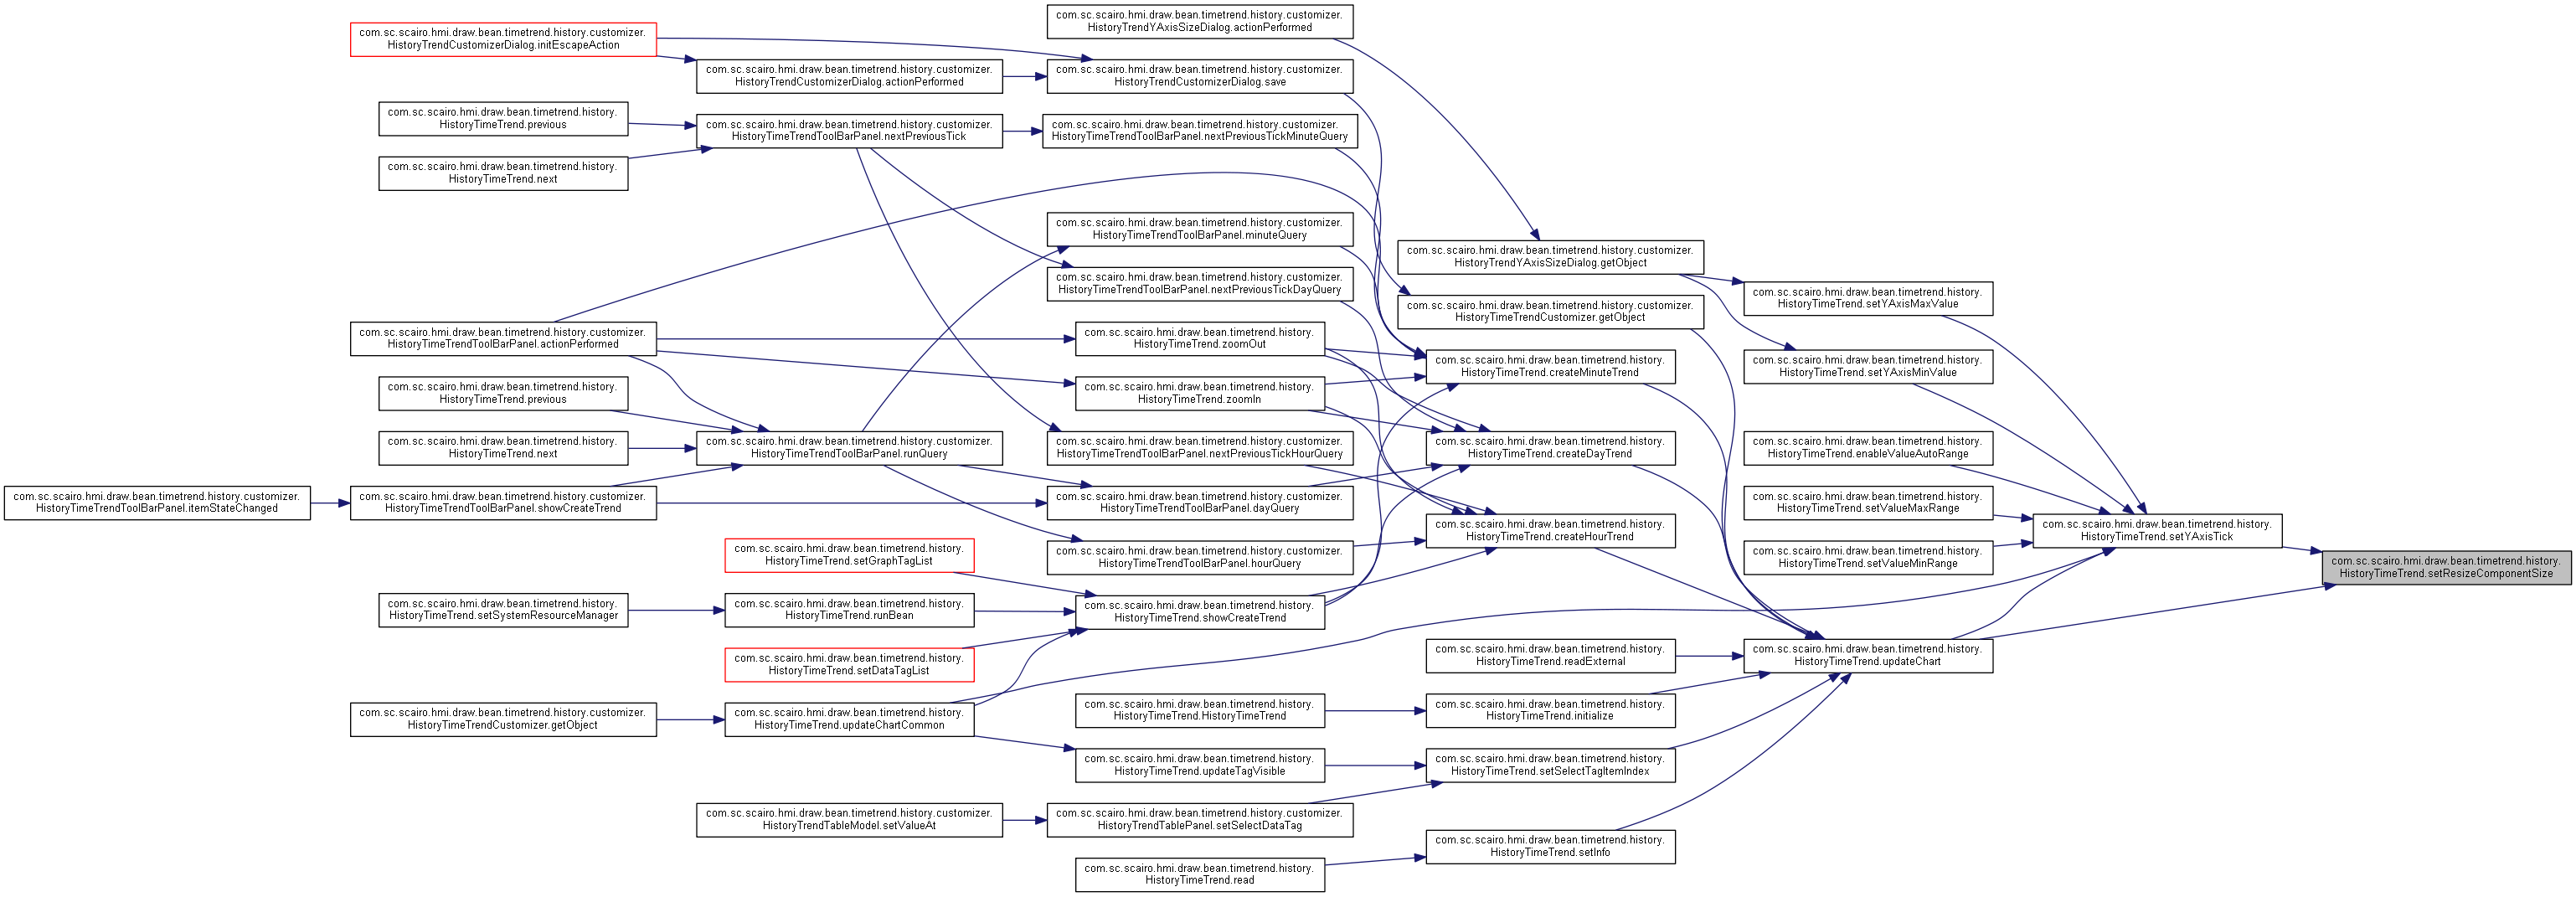 com.sc.scairo.hmi.draw.bean.timetrend.history.customizer.
HistoryTrendYAxisSizeDialog.actionPerformed
com.sc.scairo.hmi.draw.bean.timetrend.history.customizer.
HistoryTrendCustomizerDialog.initEscapeAction
com.sc.scairo.hmi.draw.bean.timetrend.history.customizer.
HistoryTrendCustomizerDialog.actionPerformed
com.sc.scairo.hmi.draw.bean.timetrend.history.customizer.
HistoryTrendCustomizerDialog.save
com.sc.scairo.hmi.draw.bean.timetrend.history.
HistoryTimeTrend.previous
com.sc.scairo.hmi.draw.bean.timetrend.history.customizer.
HistoryTimeTrendToolBarPanel.nextPreviousTick
com.sc.scairo.hmi.draw.bean.timetrend.history.customizer.
HistoryTimeTrendToolBarPanel.nextPreviousTickMinuteQuery
com.sc.scairo.hmi.draw.bean.timetrend.history.
HistoryTimeTrend.next
com.sc.scairo.hmi.draw.bean.timetrend.history.customizer.
HistoryTimeTrendToolBarPanel.minuteQuery
com.sc.scairo.hmi.draw.bean.timetrend.history.customizer.
HistoryTrendYAxisSizeDialog.getObject
com.sc.scairo.hmi.draw.bean.timetrend.history.customizer.
HistoryTimeTrendToolBarPanel.nextPreviousTickDayQuery
com.sc.scairo.hmi.draw.bean.timetrend.history.
HistoryTimeTrend.setYAxisMaxValue
com.sc.scairo.hmi.draw.bean.timetrend.history.customizer.
HistoryTimeTrendCustomizer.getObject
com.sc.scairo.hmi.draw.bean.timetrend.history.customizer.
HistoryTimeTrendToolBarPanel.actionPerformed
com.sc.scairo.hmi.draw.bean.timetrend.history.
HistoryTimeTrend.zoomOut
com.sc.scairo.hmi.draw.bean.timetrend.history.
HistoryTimeTrend.createMinuteTrend
com.sc.scairo.hmi.draw.bean.timetrend.history.
HistoryTimeTrend.setYAxisMinValue
com.sc.scairo.hmi.draw.bean.timetrend.history.
HistoryTimeTrend.previous
com.sc.scairo.hmi.draw.bean.timetrend.history.
HistoryTimeTrend.zoomIn
com.sc.scairo.hmi.draw.bean.timetrend.history.
HistoryTimeTrend.next
com.sc.scairo.hmi.draw.bean.timetrend.history.customizer.
HistoryTimeTrendToolBarPanel.runQuery
com.sc.scairo.hmi.draw.bean.timetrend.history.customizer.
HistoryTimeTrendToolBarPanel.nextPreviousTickHourQuery
com.sc.scairo.hmi.draw.bean.timetrend.history.
HistoryTimeTrend.createDayTrend
com.sc.scairo.hmi.draw.bean.timetrend.history.
HistoryTimeTrend.enableValueAutoRange
com.sc.scairo.hmi.draw.bean.timetrend.history.customizer.
HistoryTimeTrendToolBarPanel.itemStateChanged
com.sc.scairo.hmi.draw.bean.timetrend.history.customizer.
HistoryTimeTrendToolBarPanel.showCreateTrend
com.sc.scairo.hmi.draw.bean.timetrend.history.customizer.
HistoryTimeTrendToolBarPanel.dayQuery
com.sc.scairo.hmi.draw.bean.timetrend.history.
HistoryTimeTrend.setValueMaxRange
com.sc.scairo.hmi.draw.bean.timetrend.history.
HistoryTimeTrend.createHourTrend
com.sc.scairo.hmi.draw.bean.timetrend.history.
HistoryTimeTrend.setYAxisTick
com.sc.scairo.hmi.draw.bean.timetrend.history.
HistoryTimeTrend.setGraphTagList
com.sc.scairo.hmi.draw.bean.timetrend.history.customizer.
HistoryTimeTrendToolBarPanel.hourQuery
com.sc.scairo.hmi.draw.bean.timetrend.history.
HistoryTimeTrend.setValueMinRange
com.sc.scairo.hmi.draw.bean.timetrend.history.
HistoryTimeTrend.setResizeComponentSize
com.sc.scairo.hmi.draw.bean.timetrend.history.
HistoryTimeTrend.setSystemResourceManager
com.sc.scairo.hmi.draw.bean.timetrend.history.
HistoryTimeTrend.runBean
com.sc.scairo.hmi.draw.bean.timetrend.history.
HistoryTimeTrend.showCreateTrend
com.sc.scairo.hmi.draw.bean.timetrend.history.
HistoryTimeTrend.setDataTagList
com.sc.scairo.hmi.draw.bean.timetrend.history.
HistoryTimeTrend.readExternal
com.sc.scairo.hmi.draw.bean.timetrend.history.
HistoryTimeTrend.updateChart
com.sc.scairo.hmi.draw.bean.timetrend.history.customizer.
HistoryTimeTrendCustomizer.getObject
com.sc.scairo.hmi.draw.bean.timetrend.history.
HistoryTimeTrend.updateChartCommon
com.sc.scairo.hmi.draw.bean.timetrend.history.
HistoryTimeTrend.HistoryTimeTrend
com.sc.scairo.hmi.draw.bean.timetrend.history.
HistoryTimeTrend.initialize
com.sc.scairo.hmi.draw.bean.timetrend.history.
HistoryTimeTrend.updateTagVisible
com.sc.scairo.hmi.draw.bean.timetrend.history.
HistoryTimeTrend.setSelectTagItemIndex
com.sc.scairo.hmi.draw.bean.timetrend.history.customizer.
HistoryTrendTableModel.setValueAt
com.sc.scairo.hmi.draw.bean.timetrend.history.customizer.
HistoryTrendTablePanel.setSelectDataTag
com.sc.scairo.hmi.draw.bean.timetrend.history.
HistoryTimeTrend.setInfo
com.sc.scairo.hmi.draw.bean.timetrend.history.
HistoryTimeTrend.read